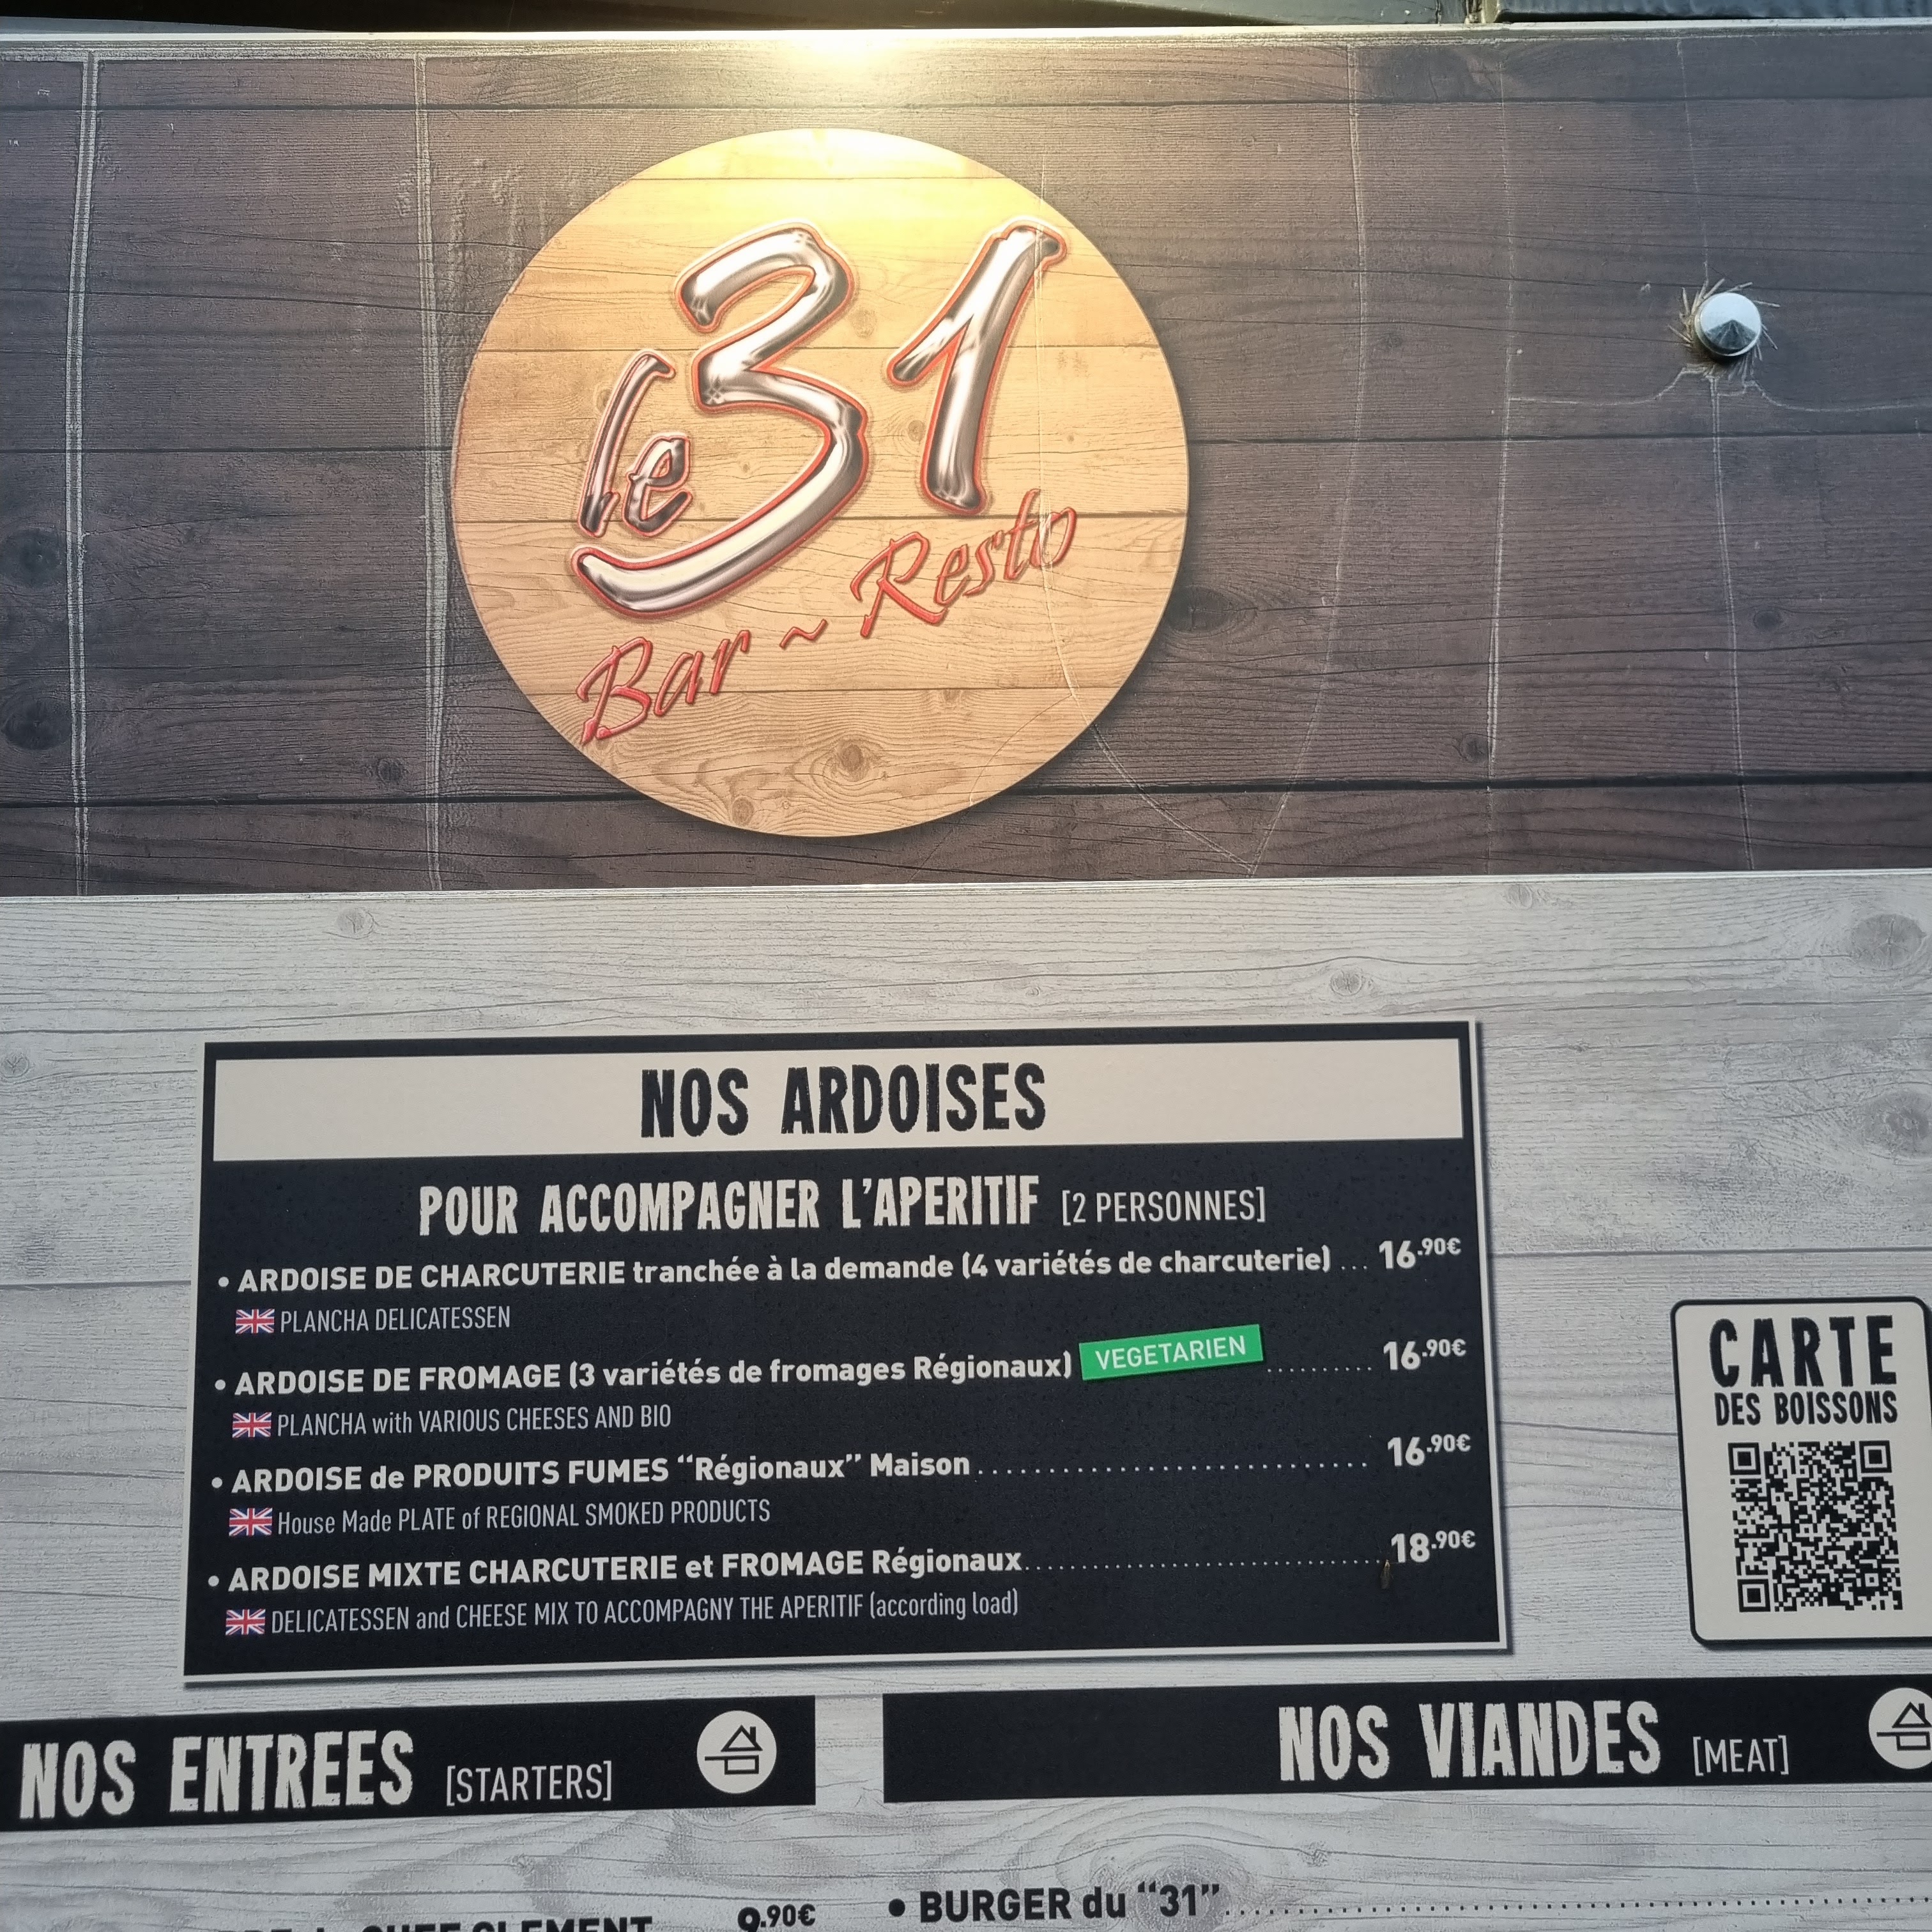 le 31
Bar ~ Resto
NOS ARDOISES
POUR ACCOMPAGNER L'APERITIF [2 PERSONNES]
• ARDOISE DE CHARCUTERIE tranchée à la demande (4 variétés de charcuterie) ... 16.90€
PLANCHA DELICATESSEN
• ARDOISE DE FROMAGE (3 variétés de fromages Régionaux) VEGETARIEN .......... 16.90€
PLANCHA with VARIOUS CHEESES AND BIO
• ARDOISE de PRODUITS FUMES “Régionaux” Maison .............................. 16.90€
House Made PLATE of REGIONAL SMOKED PRODUCTS
• ARDOISE MIXTE CHARCUTERIE et FROMAGE Régionaux.............................. 18.90€
DELICATESSEN and CHEESE MIX TO ACCOMPAGNY THE APERITIF (according load)
CARTE
DES BOISSONS
NOS ENTREES [STARTERS]
NOS VIANDES [MEAT]
CHEF CLEMENT 9.90€
• BURGER du “31”..............................